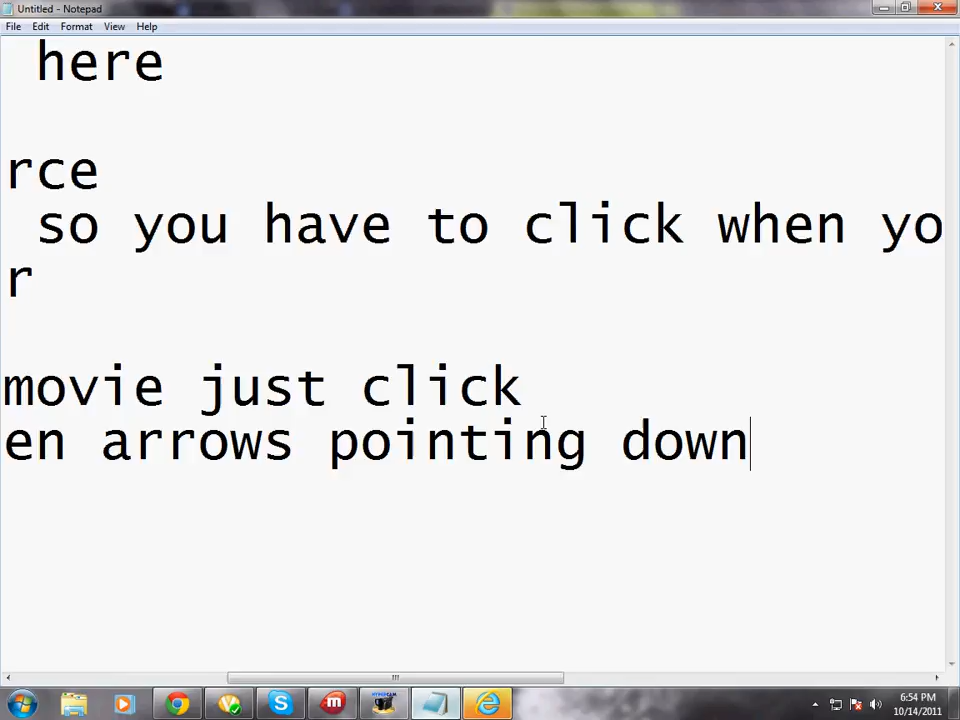 Untitled - Notepad
File Edit Format View Help
here
rce
so you have to click when yo
r
movie just click
en arrows pointing down
6:54 PM
10/14/2011